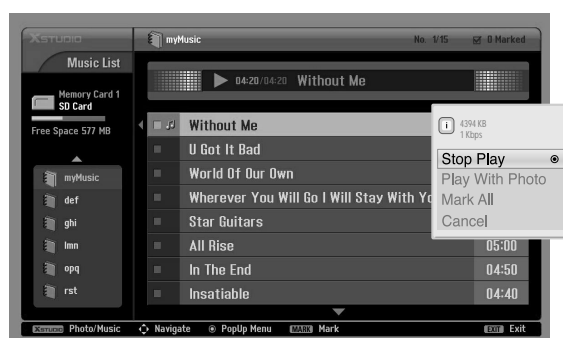 XSTUDIO
Music List
Memory Card 1
SD Card
Free Space 577 MB
myMusic
def
ghi
lmn
opq
rst
myMusic
No. 1/15
0 Marked
04:20/04:20 Without Me
Without Me
U Got It Bad
World Of Our Own
Wherever You Will Go I Will Stay With Yo
Star Guitars
All Rise
05:00
In The End
04:50
Insatiable
04:40
4394 KB
1 Kbps
Stop Play
Play With Photo
Mark All
Cancel
XSTUDIO Photo/Music
Navigate
PopUp Menu
MARK Mark
EXIT Exit